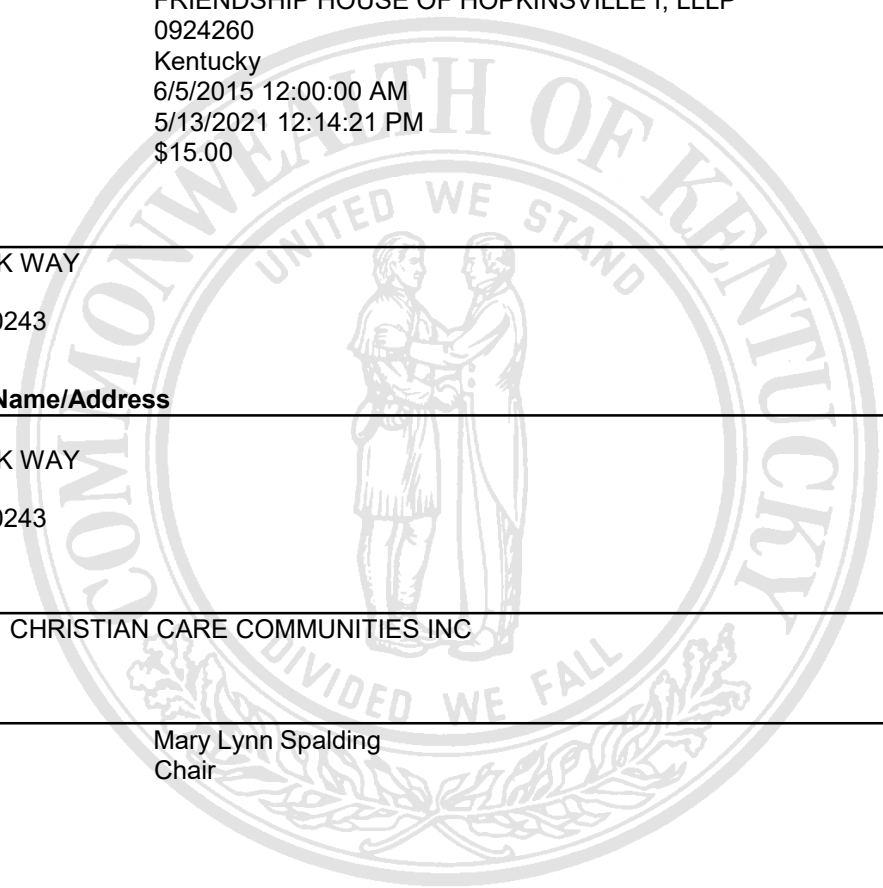 FRIENDSHIP HOUSE OF HOPKINSVILLE I, LLLP
0924260
Kentucky
6/5/2015 12:00:00 AM
5/13/2021 12:14:21 PM
$15.00
COMMONWEALTH OF KENTUCKY
UNITED WE STAND
K WAY
0243
Name/Address
K WAY
0243
CHRISTIAN CARE COMMUNITIES INC
DIVIDED WE FALL
Mary Lynn Spalding
Chair